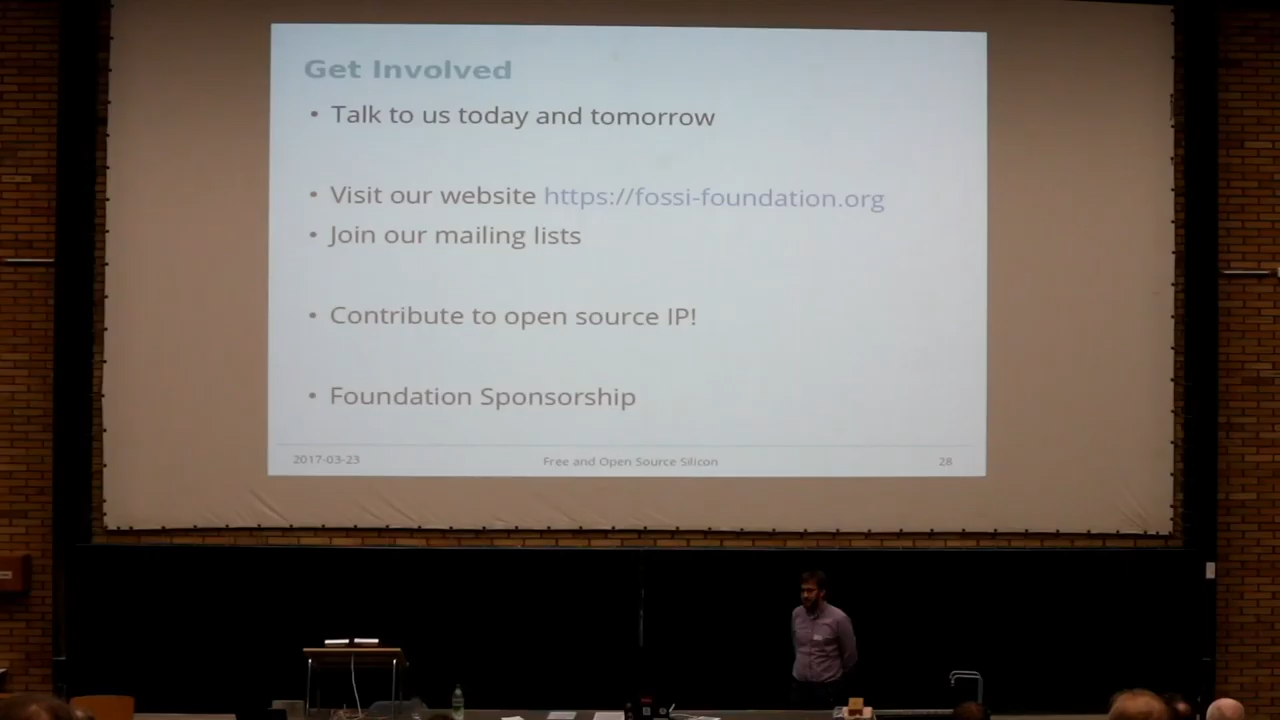 Get Involved
• Talk to us today and tomorrow
• Visit our website https://fossi-foundation.org
• Join our mailing lists
• Contribute to open source IP!
• Foundation Sponsorship
2017-03-23 Free and Open Source Silicon 28